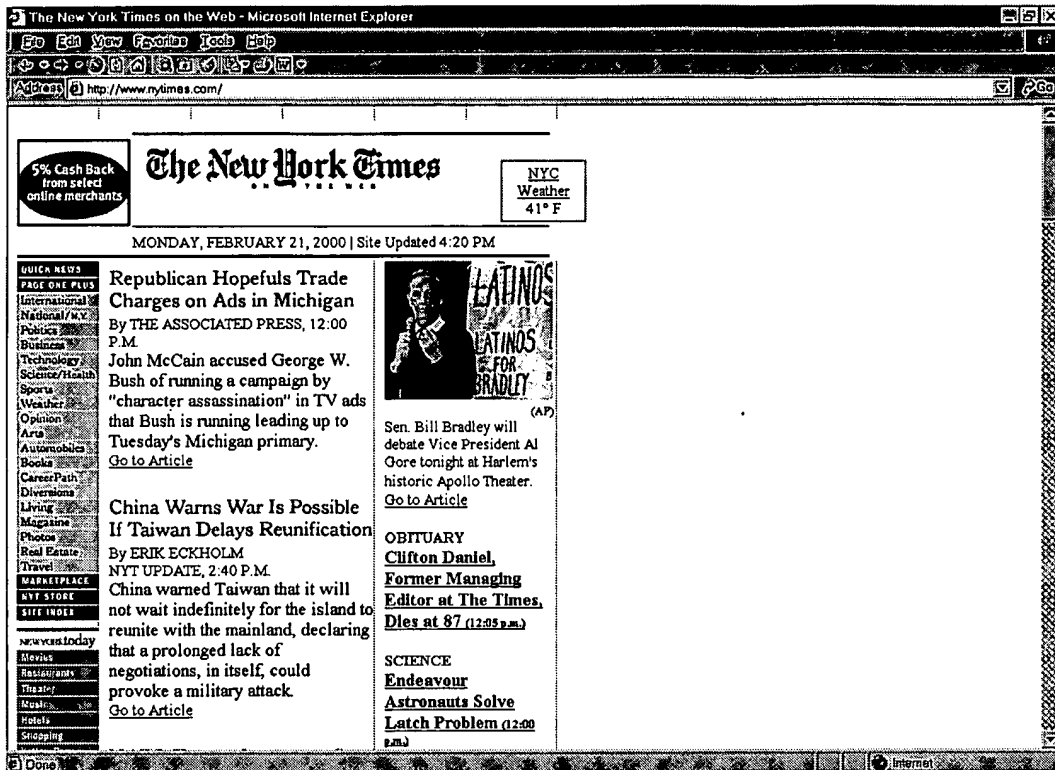 The New York Times on the Web - Microsoft Internet Explorer
File Edit View Favorites Tools Help
Address http://www.nytimes.com/ Go
5% Cash Back
from select
online merchants
The New York Times
ON THE WEB
NYC
Weather
41° F
MONDAY, FEBRUARY 21, 2000 | Site Updated 4:20 PM
QUICK NEWS
PAGE ONE PLUS
International
National/N.Y.
Politics
Business
Technology
Science/Health
Sports
Weather
Opinion
Arts
Automobiles
Books
CareerPath
Diversions
Living
Magazine
Photos
Real Estate
Travel
MARKETPLACE
NYT STORE
SITE INDEX
NEW YORK today
Movies
Restaurants
Theater
Music
Hotels
Shopping
Republican Hopefuls Trade
Charges on Ads in Michigan
By THE ASSOCIATED PRESS, 12:00
P.M.
John McCain accused George W.
Bush of running a campaign by
"character assassination" in TV ads
that Bush is running leading up to
Tuesday's Michigan primary.
Go to Article
China Warns War Is Possible
If Taiwan Delays Reunification
By ERIK ECKHOLM
NYT UPDATE, 2:40 P.M.
China warned Taiwan that it will
not wait indefinitely for the island to
reunite with the mainland, declaring
that a prolonged lack of
negotiations, in itself, could
provoke a military attack.
Go to Article
LATINOS
LATINOS
FOR
BRADLEY
(AP)
Sen. Bill Bradley will
debate Vice President Al
Gore tonight at Harlem's
historic Apollo Theater.
Go to Article
OBITUARY
Clifton Daniel,
Former Managing
Editor at The Times,
Dies at 87 (12:05 p.m.)
SCIENCE
Endeavour
Astronauts Solve
Latch Problem (12:00
p.m.)
Done
Internet